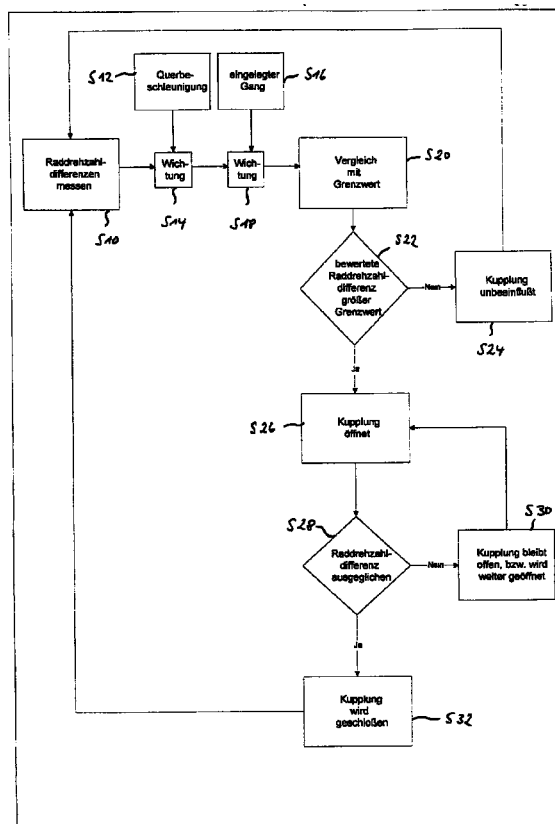 S12
Querbe-
schleunigung
eingelegter
Gang
S16
Raddrehzahl-
differenzen
messen
S10
Wich-
tung
S14
Wich-
tung
S18
Vergleich
mit
Grenzwert
S20
S22
bewertete
Raddrehzahl-
differenz
größer
Grenzwert
Nein
Kupplung
unbeeinflußt
S24
Ja
S26
Kupplung
öffnet
S28
Raddrehzahl-
differenz
ausgeglichen
Nein
S30
Kupplung bleibt
offen, bzw. wird
weiter geöffnet
Ja
Kupplung
wird
geschloßen
S32